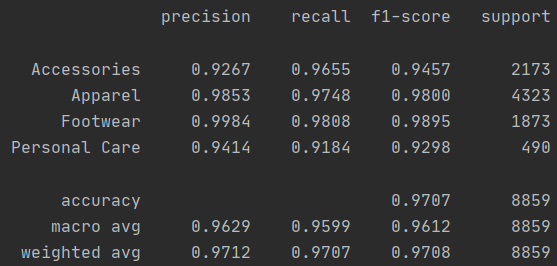 precision recall f1-score support
Accessories 0.9267 0.9655 0.9457 2173
Apparel 0.9853 0.9748 0.9800 4323
Footwear 0.9984 0.9808 0.9895 1873
Personal Care 0.9414 0.9184 0.9298 490
accuracy 0.9707 8859
macro avg 0.9629 0.9599 0.9612 8859
weighted avg 0.9712 0.9707 0.9708 8859